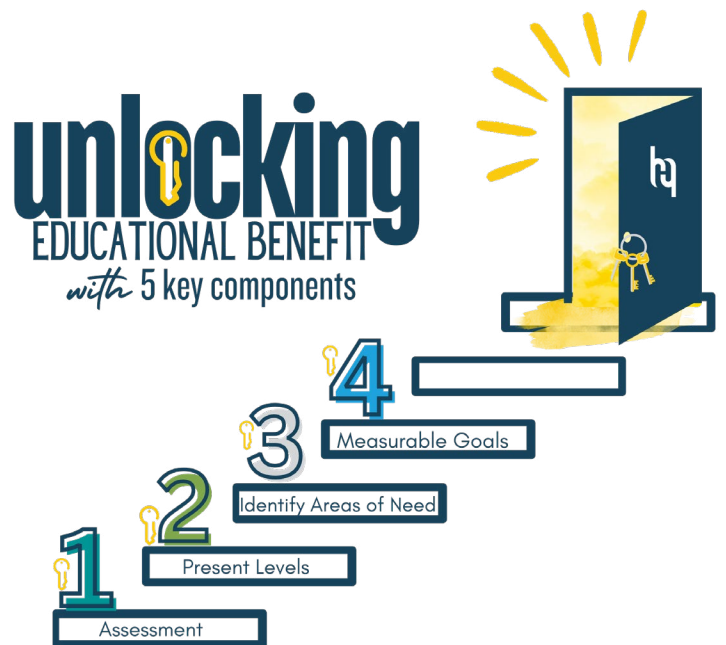 unlocking
EDUCATIONAL BENEFIT
with 5 key components
hq
4
Measurable Goals
3
Identify Areas of Need
2
Present Levels
1
Assessment